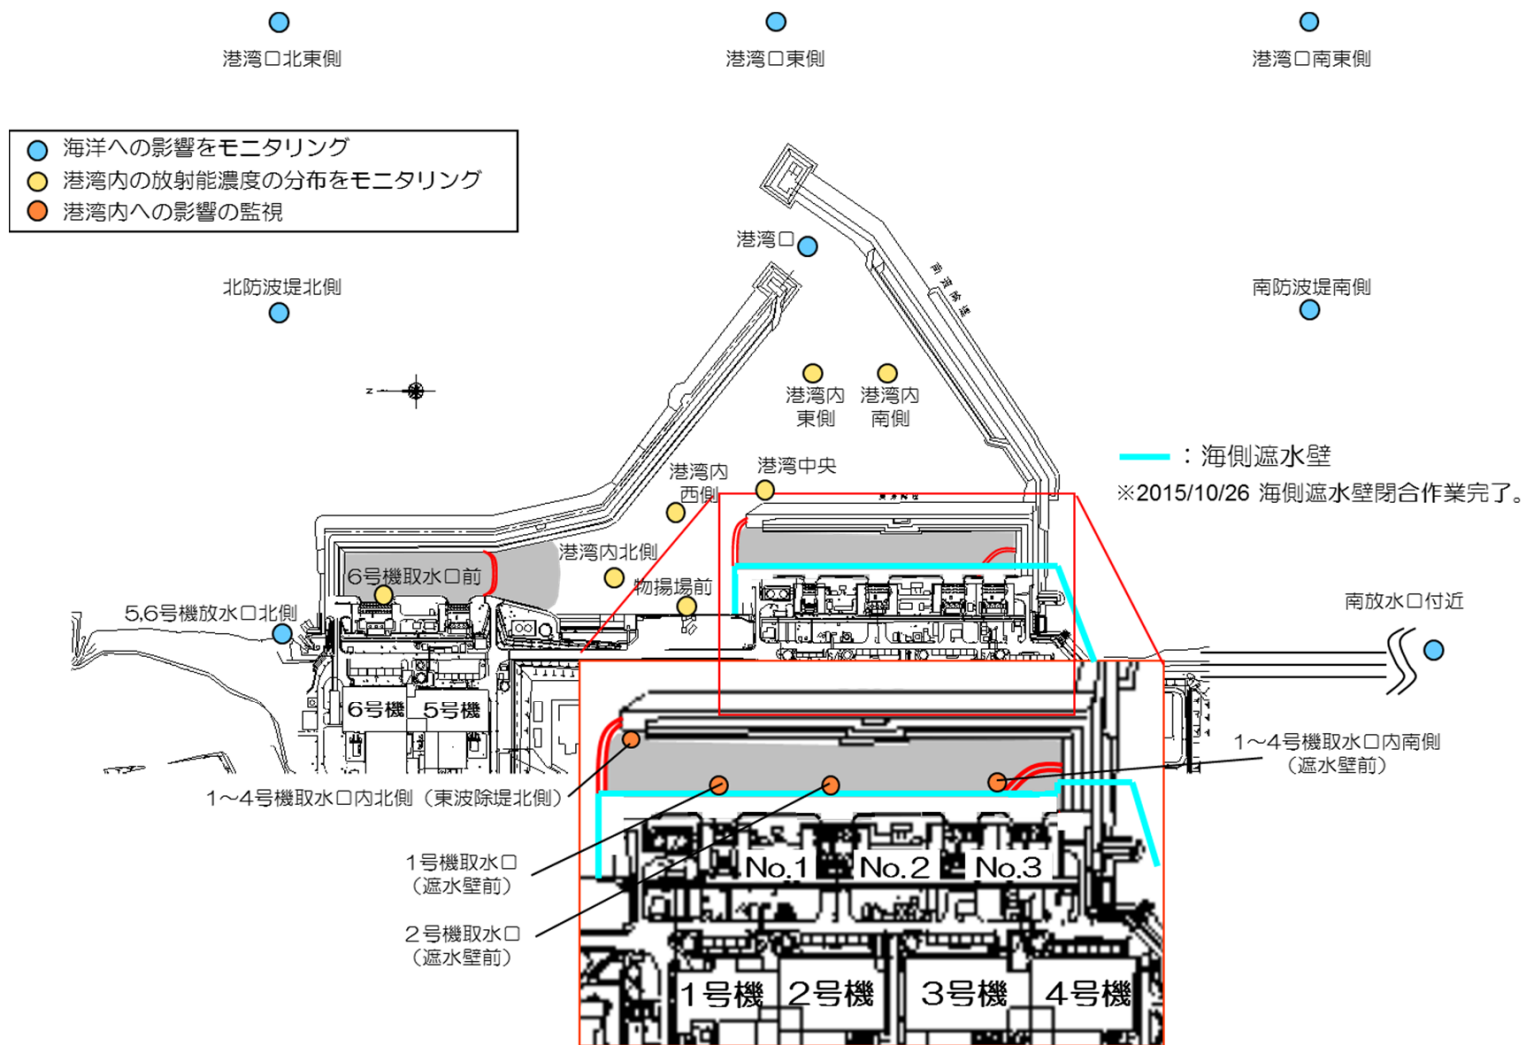 港湾口北東側
港湾口東側
港湾口南東側
海洋への影響をモニタリング
港湾内の放射能濃度の分布をモニタリング
港湾内への影響の監視
港湾口
北防波堤北側
南防波堤南側
N
港湾内
東側
港湾内
南側
港湾内
西側
港湾中央
：海側遮水壁
※2015/10/26 海側遮水壁閉合作業完了。
港湾内北側
6号機取水口前
物揚場前
5,6号機放水口北側
南放水口付近
6号機
5号機
1～4号機取水口内南側
（遮水壁前）
1～4号機取水口内北側（東波除堤北側）
1号機取水口
（遮水壁前）
No.1
No.2
No.3
２号機取水口
（遮水壁前）
1号機
2号機
3号機
4号機